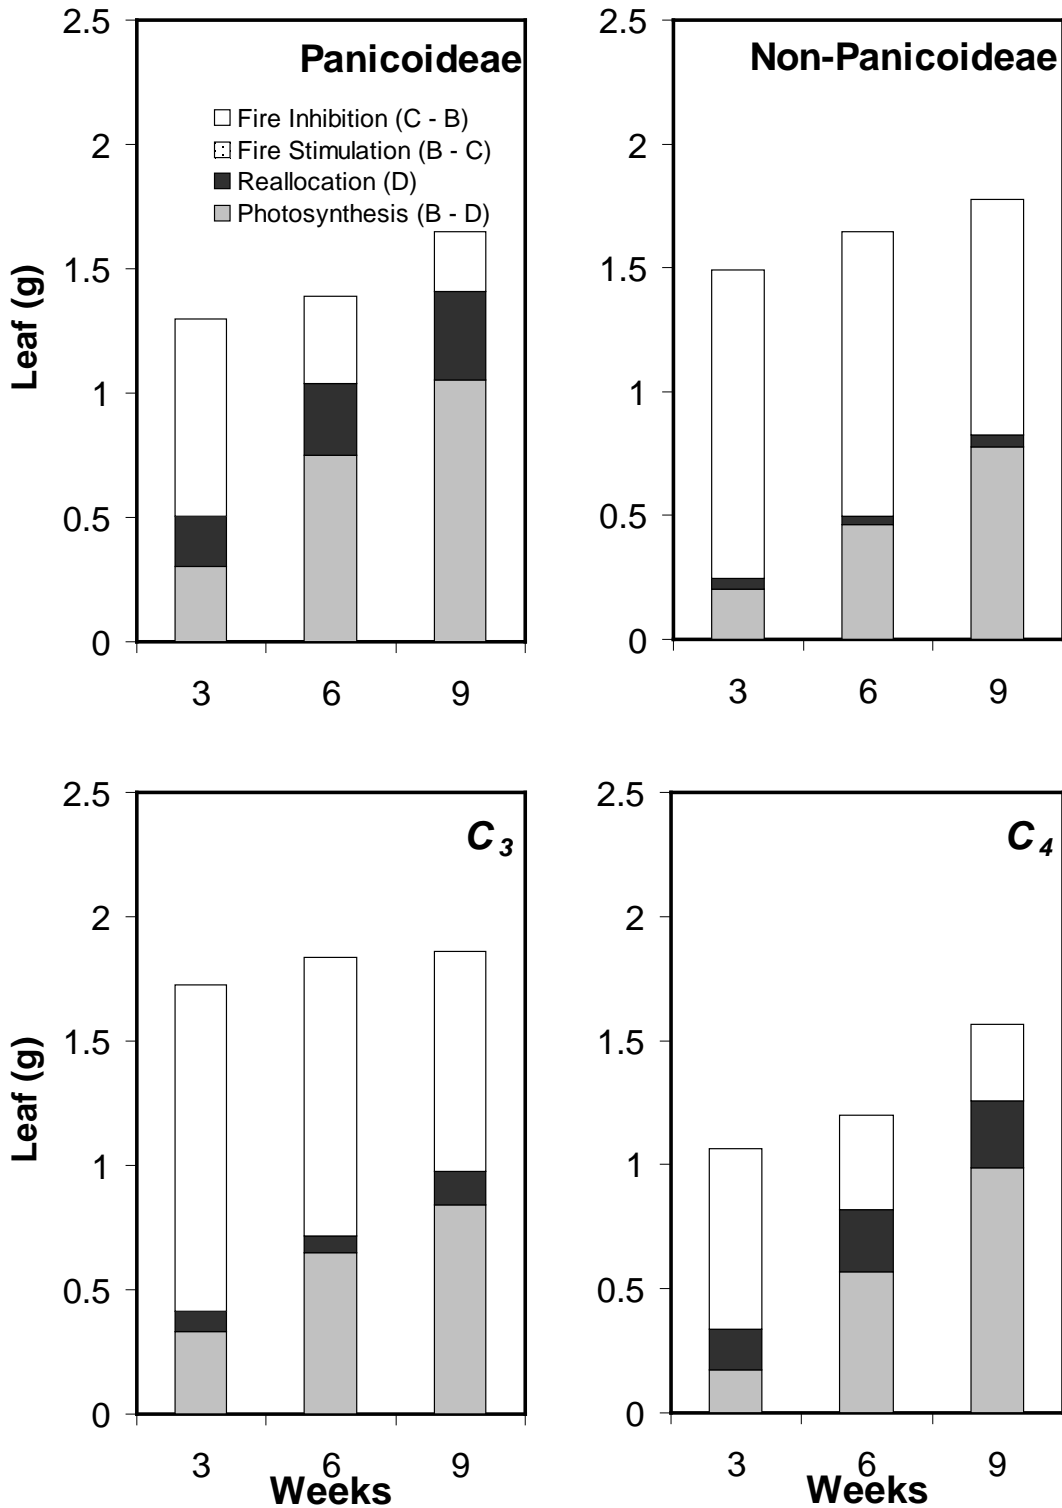 Panicoideae
Fire Inhibition (C - B)
Fire Stimulation (B - C)
Reallocation (D)
Photosynthesis (B - D)
Leaf (g)
2.5
2
1.5
1
0.5
0
3 6 9
Non-Panicoideae
2.5
2
1.5
1
0.5
0
3 6 9
C3
Leaf (g)
2.5
2
1.5
1
0.5
0
3 6 9
Weeks
C4
2.5
2
1.5
1
0.5
0
3 6 9
Weeks